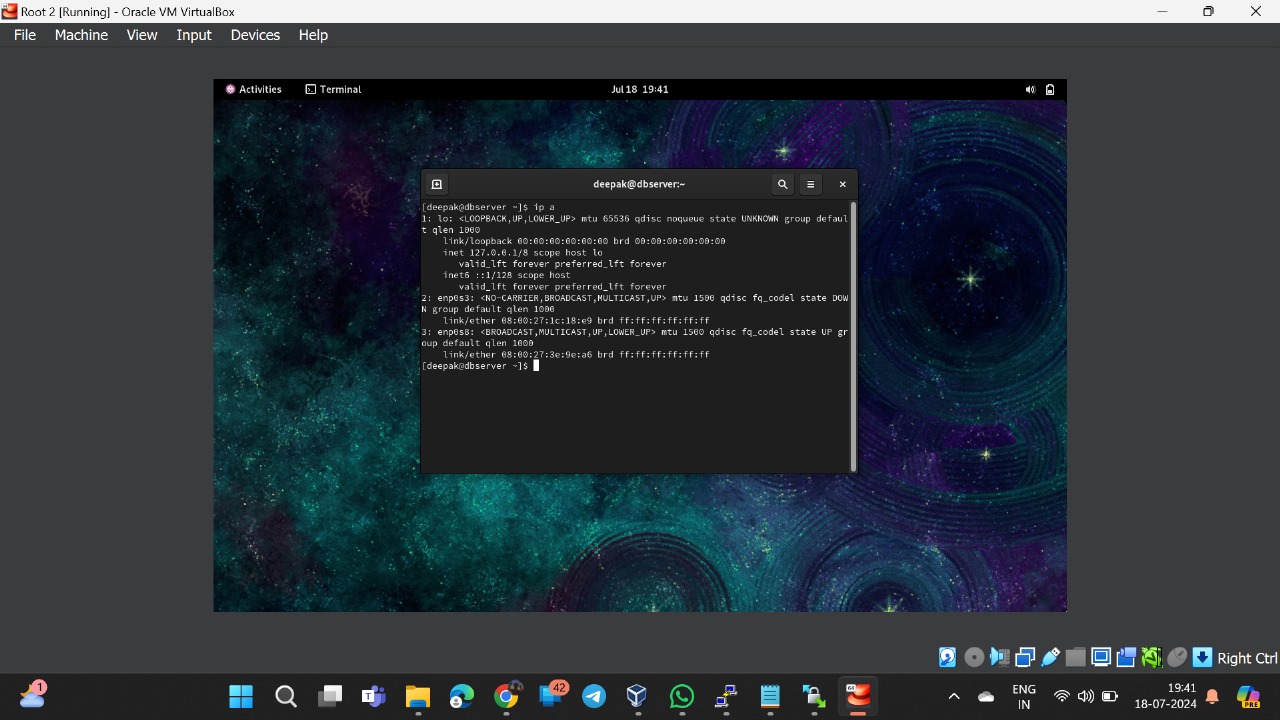 Root 2 [Running] - Oracle VM VirtualBox
File Machine View Input Devices Help
Activities Terminal Jul 18 19:41
deepak@dbserver:~
[deepak@dbserver ~]$ ip a
1: lo: <LOOPBACK,UP,LOWER_UP> mtu 65536 qdisc noqueue state UNKNOWN group defaul
t qlen 1000
link/loopback 00:00:00:00:00:00 brd 00:00:00:00:00:00
inet 127.0.0.1/8 scope host lo
valid_lft forever preferred_lft forever
inet6 ::1/128 scope host
valid_lft forever preferred_lft forever
2: enp0s3: <NO-CARRIER,BROADCAST,MULTICAST,UP> mtu 1500 qdisc fq_codel state DOW
N group default qlen 1000
link/ether 08:00:27:1c:18:e9 brd ff:ff:ff:ff:ff:ff
3: enp0s8: <BROADCAST,MULTICAST,UP,LOWER_UP> mtu 1500 qdisc fq_codel state UP gr
oup default qlen 1000
link/ether 08:00:27:3e:9e:a6 brd ff:ff:ff:ff:ff:ff
[deepak@dbserver ~]$
Right Ctrl
1
42
64
ENG
IN
19:41
18-07-2024
PRE